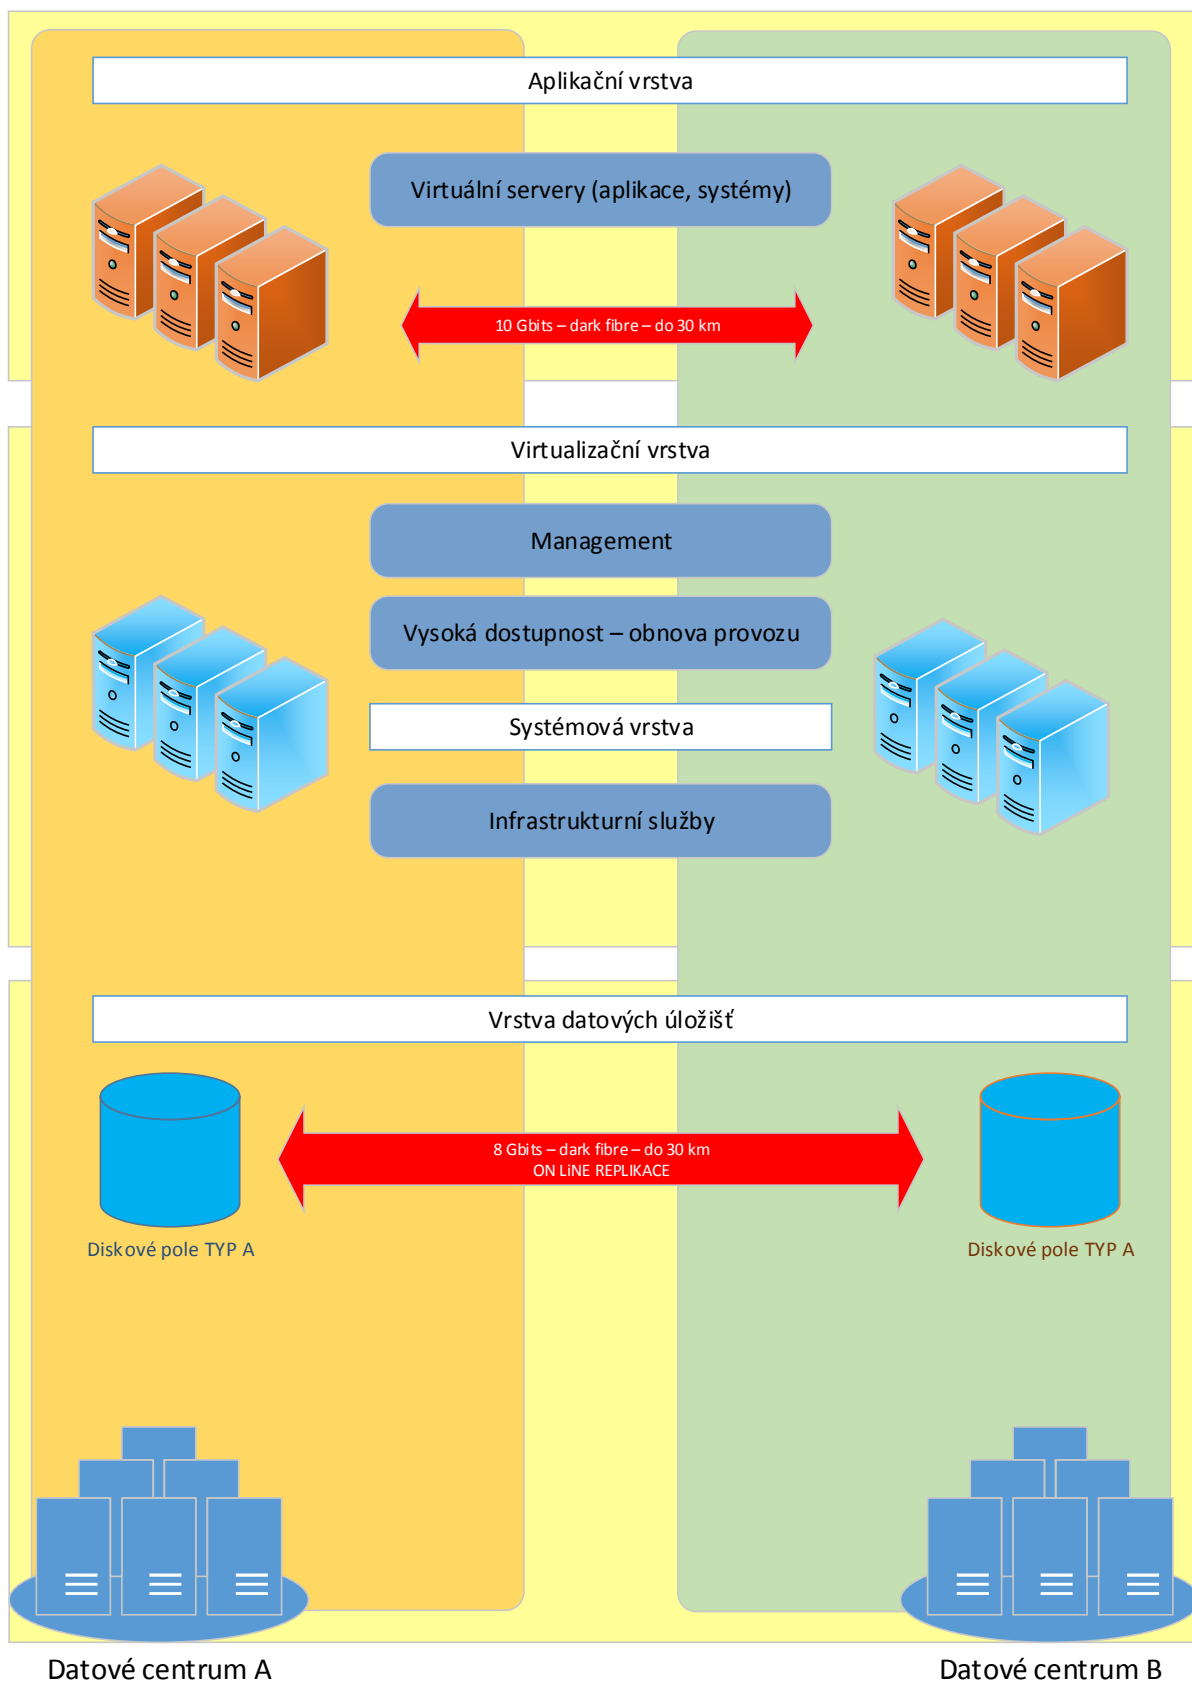 Aplikační vrstva
Virtuální servery (aplikace, systémy)
10 Gbits – dark fibre – do 30 km
Virtualizační vrstva
Management
Vysoká dostupnost – obnova provozu
Systémová vrstva
Infrastrukturní služby
Vrstva datových úložišť
8 Gbits – dark fibre – do 30 km
ON LiNE REPLIKACE
Diskové pole TYP A
Diskové pole TYP A
Datové centrum A
Datové centrum B